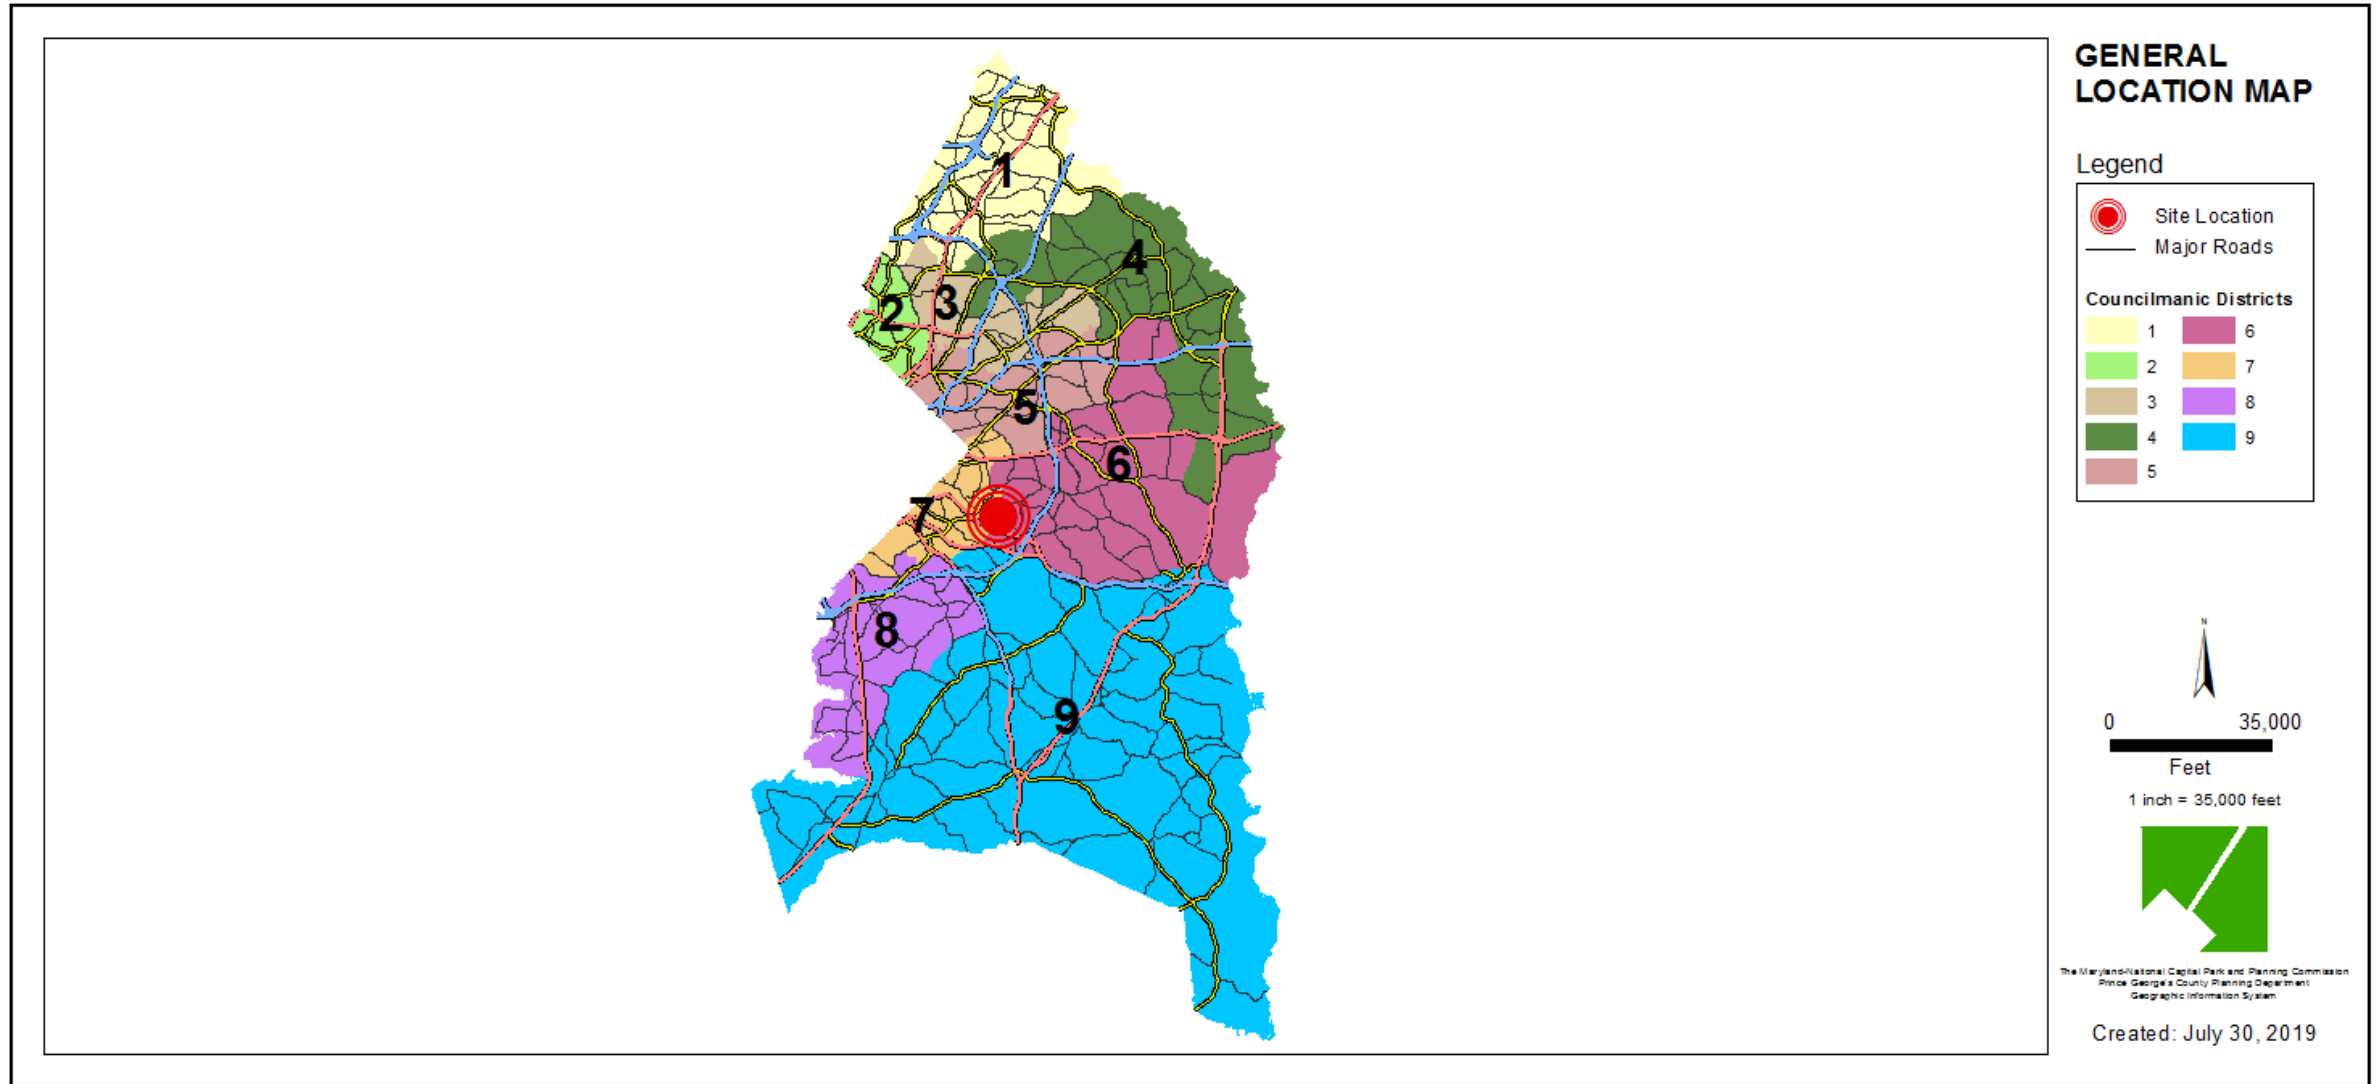 GENERAL
LOCATION MAP
Legend
Site Location
Major Roads
Councilmanic Districts
1 6
2 7
3 8
4 9
5
1
4
2
3
5
6
7
8
9
N
0 35,000
Feet
1 inch = 35,000 feet
The Maryland-National Capital Park and Planning Commission
Prince George's County Planning Department
Geographic Information System
Created: July 30, 2019